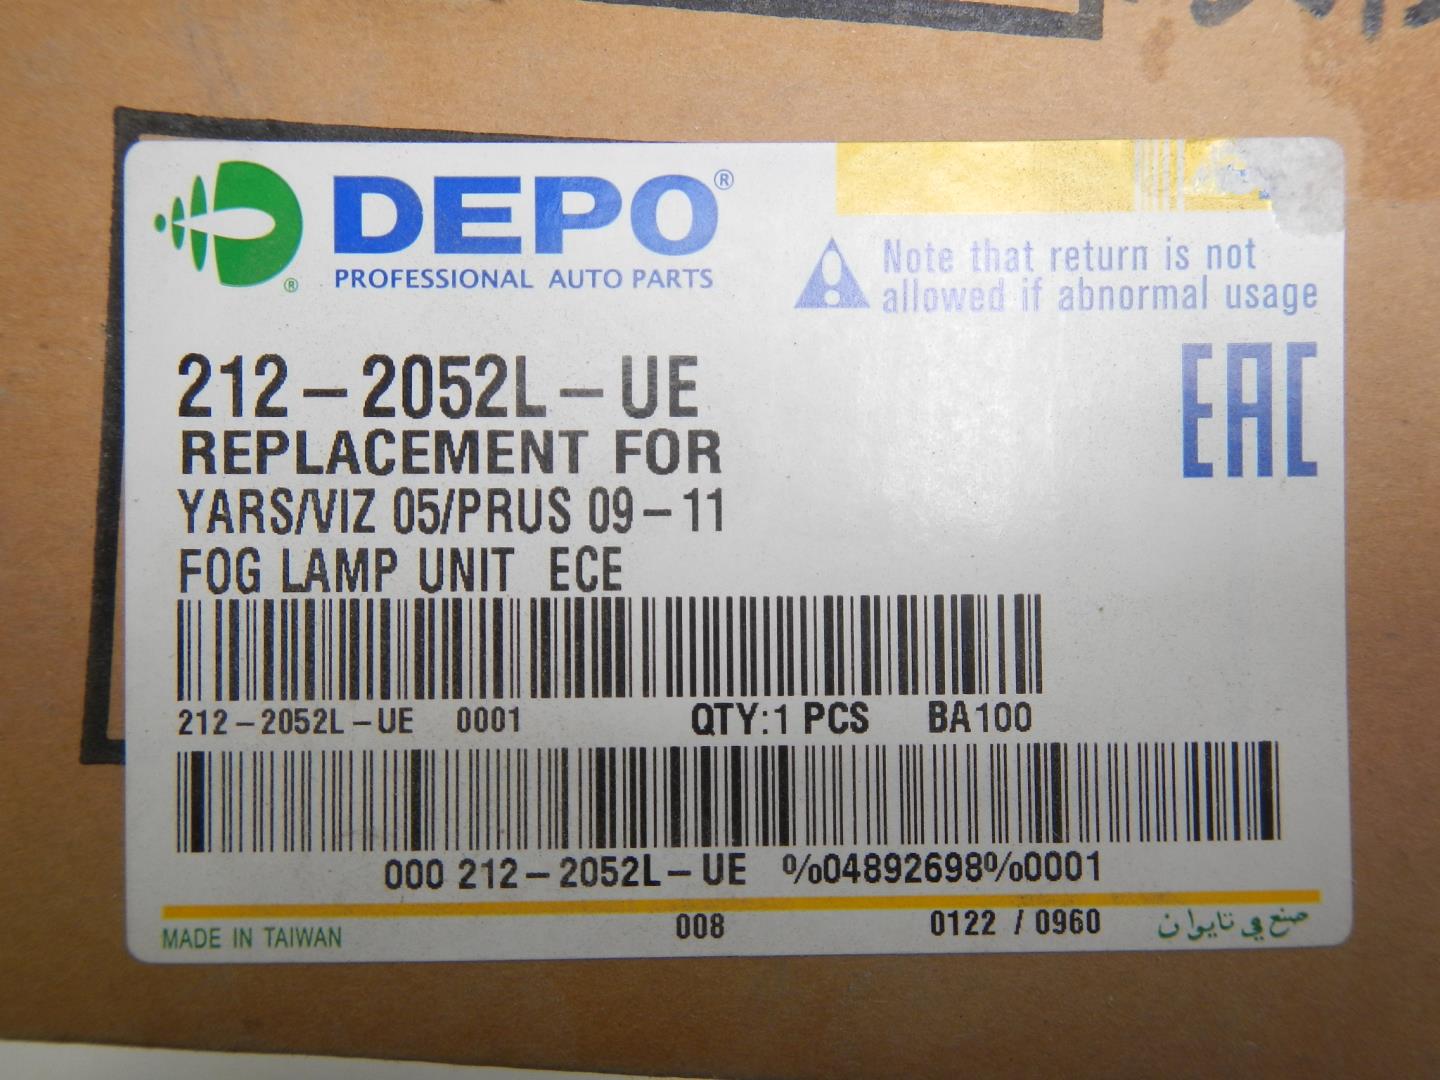 DEPO®
PROFESSIONAL AUTO PARTS
®
Note that return is not
allowed if abnormal usage
EAC
212-2052L-UE
REPLACEMENT FOR
YARS/VIZ 05/PRUS 09-11
FOG LAMP UNIT ECE
212-2052L-UE 0001 QTY:1 PCS BA100
000 212-2052L-UE %04892698%0001
MADE IN TAIWAN 008 0122 / 0960 صنع في تايوان